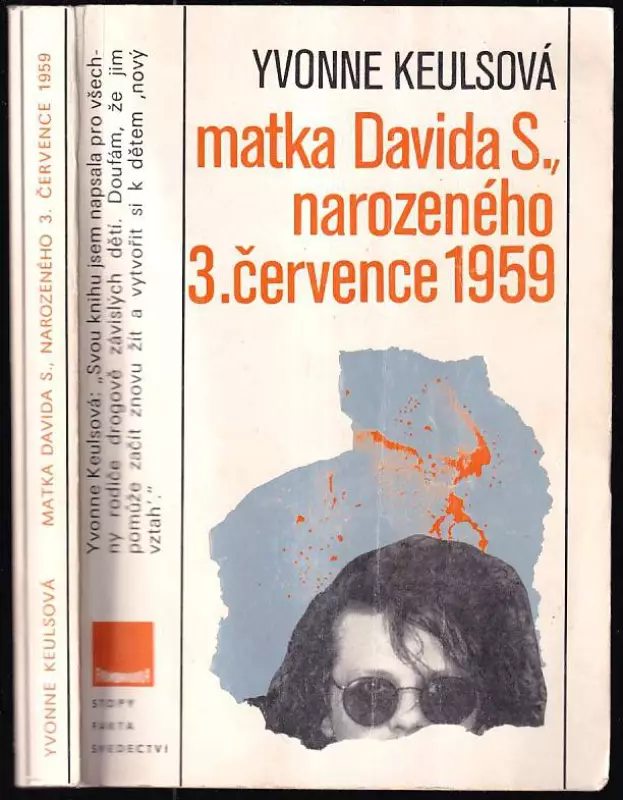 YVONNE KEULSOVÁ
matka Davida S.,
narozeného
3. července 1959
Yvonne Keulsová: „Svou knihu jsem napsala pro všech-
ny rodiče drogově závislých dětí. Doufám, že jim
pomůže začít znovu žít a vytvořit si k dětem ‚nový
vztah‘.“
STOPY
FAKTA
SVĚDECTVÍ
YVONNE KEULSOVÁ MATKA DAVIDA S., NAROZENÉHO 3. ČERVENCE 1959